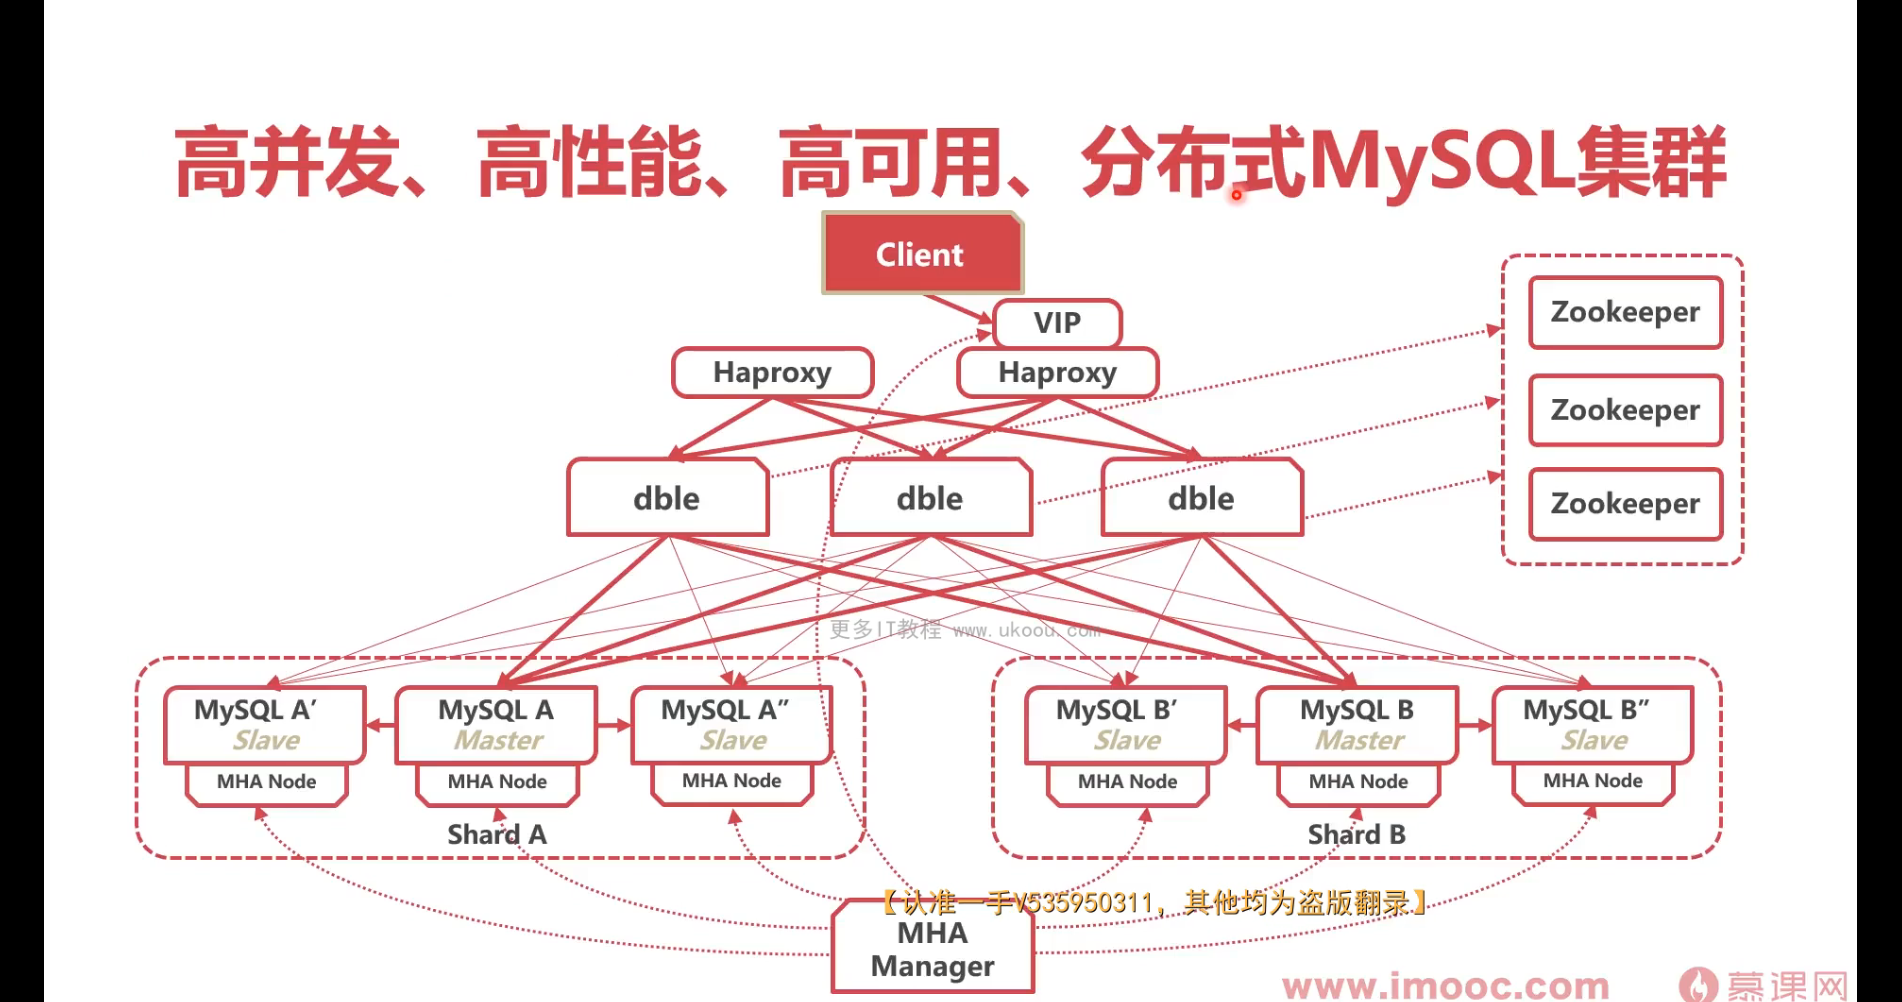 高并发、高性能、高可用、分布式MySQL集群
Client
VIP
Haproxy
Haproxy
Zookeeper
Zookeeper
Zookeeper
dble
dble
dble
更多IT教程 www.ukoou.com
MySQL A’
Slave
MHA Node
MySQL A
Master
MHA Node
MySQL A”
Slave
MHA Node
Shard A
MySQL B’
Slave
MHA Node
MySQL B
Master
MHA Node
MySQL B”
Slave
MHA Node
Shard B
【认准一手V535950311，其他均为盗版翻录】
MHA
Manager
www.imooc.com
慕课网